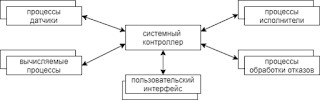 процессы
датчики
процессы
исполнители
системный
контроллер
вычисляемые
процессы
процессы
обработки отказов
пользовательский
интерфейс